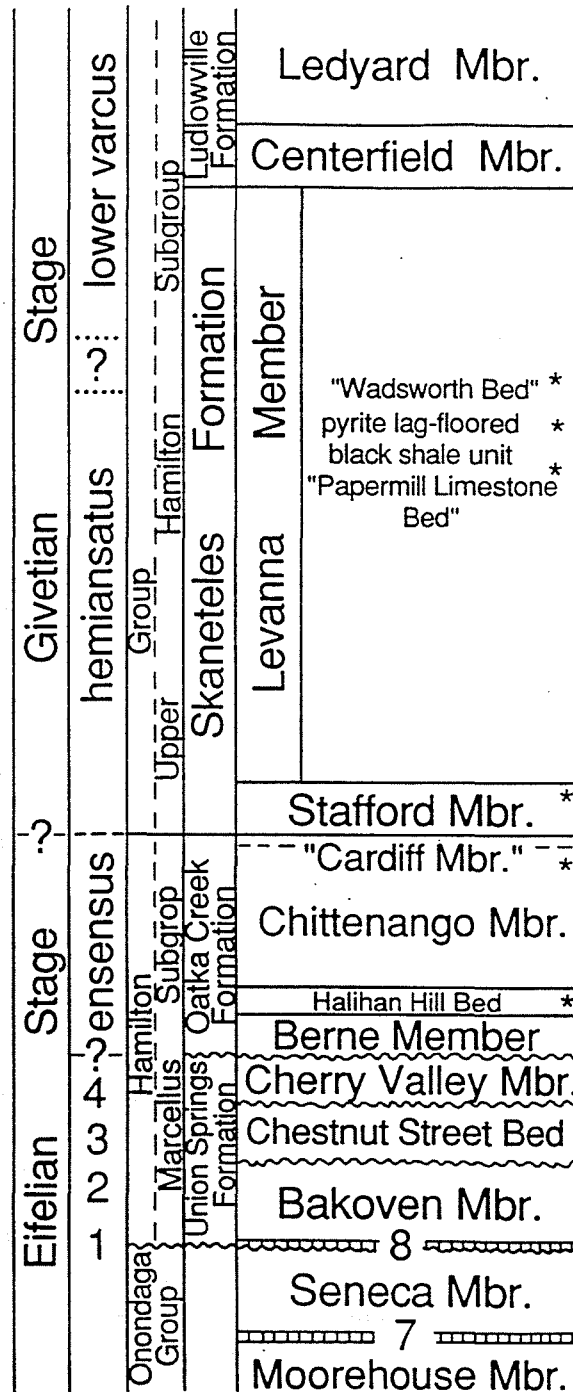 Stage
Givetian
-?-
Stage
Eifelian
lower varcus
?
hemiansatus
ensensus
?
4
3
2
1
Group
Hamilton
Onondaga
Group
Subgroup
Hamilton
Upper
Subgrop
Marcellus
Ludlowville
Formation
Skaneteles Formation
Oatka Creek
Formation
Union Springs
Formation
Ledyard Mbr.
Centerfield Mbr.
Levanna Member
"Wadsworth Bed" *
pyrite lag-floored *
black shale unit *
"Papermill Limestone
Bed"
Stafford Mbr. *
"Cardiff Mbr." *
Chittenango Mbr.
Halihan Hill Bed *
Berne Member
Cherry Valley Mbr.
Chestnut Street Bed
Bakoven Mbr.
8
Seneca Mbr.
7
Moorehouse Mbr.